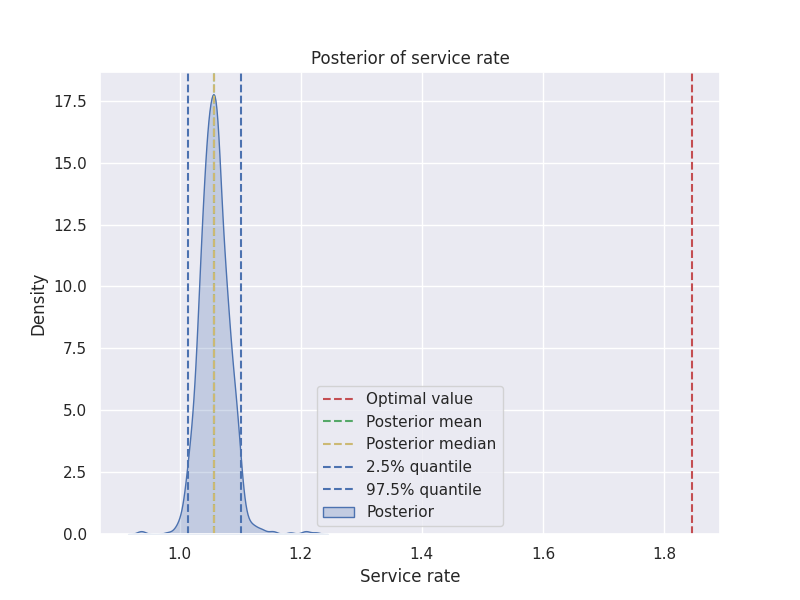 Posterior of service rate
17.5
15.0
12.5
10.0
7.5
5.0
2.5
0.0
Density
Optimal value
Posterior mean
Posterior median
2.5% quantile
97.5% quantile
Posterior
1.0 1.2 1.4 1.6 1.8
Service rate